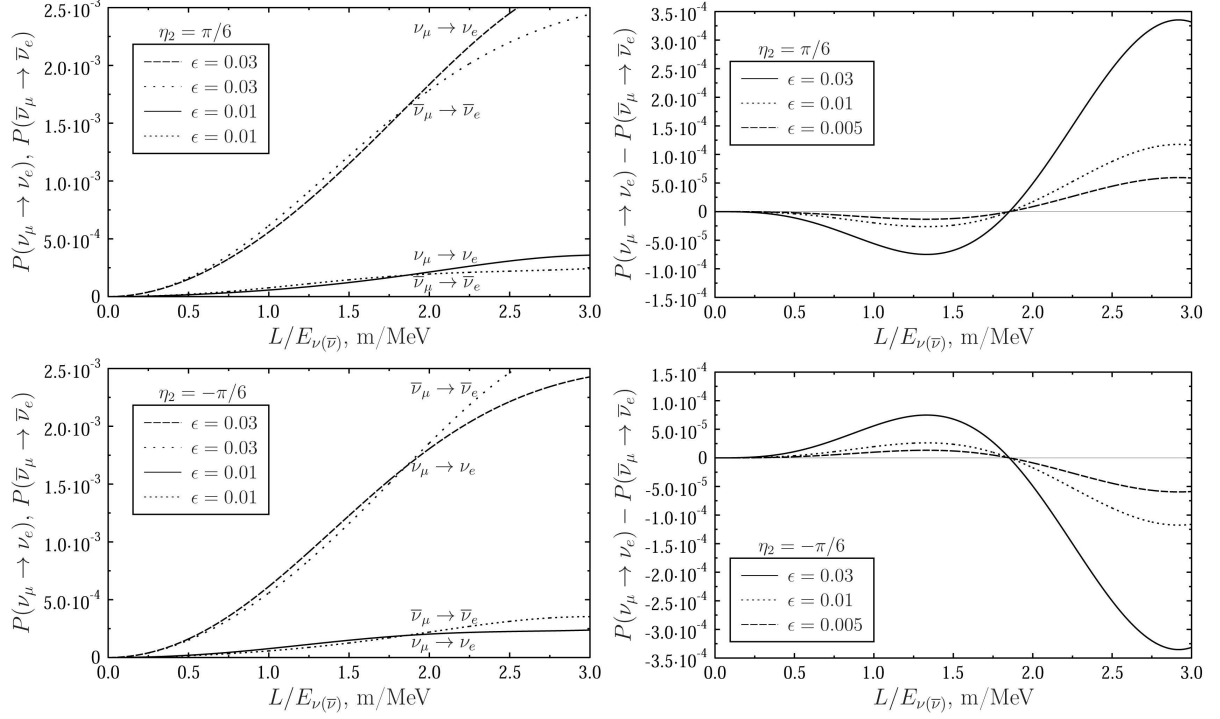 P(ν_μ → ν_e), P(ν̅_μ → ν̅_e)
2.5·10⁻³
2.0·10⁻³
1.5·10⁻³
1.0·10⁻³
5.0·10⁻⁴
0
η₂ = π/6
ϵ = 0.03
ϵ = 0.03
ϵ = 0.01
ϵ = 0.01
ν_μ → ν_e
ν̅_μ → ν̅_e
ν_μ → ν_e
ν̅_μ → ν̅_e
0.0 0.5 1.0 1.5 2.0 2.5 3.0
L/E_ν(ν̅), m/MeV
P(ν_μ → ν_e) − P(ν̅_μ → ν̅_e)
3.5·10⁻⁴
3.0·10⁻⁴
2.5·10⁻⁴
2.0·10⁻⁴
1.5·10⁻⁴
1.0·10⁻⁴
5.0·10⁻⁵
0
-5.0·10⁻⁵
-1.0·10⁻⁴
-1.5·10⁻⁴
η₂ = π/6
ϵ = 0.03
ϵ = 0.01
ϵ = 0.005
0.0 0.5 1.0 1.5 2.0 2.5 3.0
L/E_ν(ν̅), m/MeV
P(ν_μ → ν_e), P(ν̅_μ → ν̅_e)
2.5·10⁻³
2.0·10⁻³
1.5·10⁻³
1.0·10⁻³
5.0·10⁻⁴
0
η₂ = −π/6
ϵ = 0.03
ϵ = 0.03
ϵ = 0.01
ϵ = 0.01
ν̅_μ → ν̅_e
ν_μ → ν_e
ν̅_μ → ν̅_e
ν_μ → ν_e
0.0 0.5 1.0 1.5 2.0 2.5 3.0
L/E_ν(ν̅), m/MeV
P(ν_μ → ν_e) − P(ν̅_μ → ν̅_e)
1.5·10⁻⁴
1.0·10⁻⁴
5.0·10⁻⁵
0
-5.0·10⁻⁵
-1.0·10⁻⁴
-1.5·10⁻⁴
-2.0·10⁻⁴
-2.5·10⁻⁴
-3.0·10⁻⁴
-3.5·10⁻⁴
η₂ = −π/6
ϵ = 0.03
ϵ = 0.01
ϵ = 0.005
0.0 0.5 1.0 1.5 2.0 2.5 3.0
L/E_ν(ν̅), m/MeV